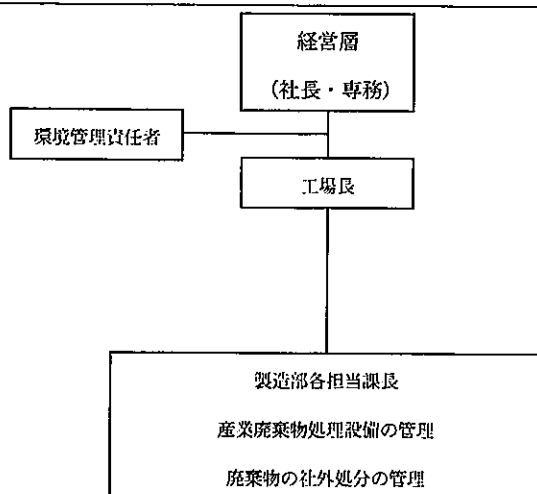 経営層
（社長・専務）
環境管理責任者
工場長
製造部各担当課長
産業廃棄物処理設備の管理
廃棄物の社外処分の管理